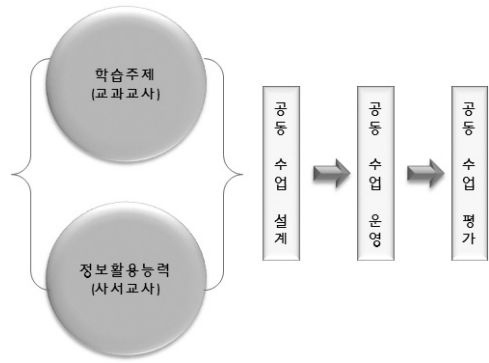 학습주제
(교과교사)
정보활용능력
(사서교사)
공동 수업 설계
공동 수업 운영
공동 수업 평가